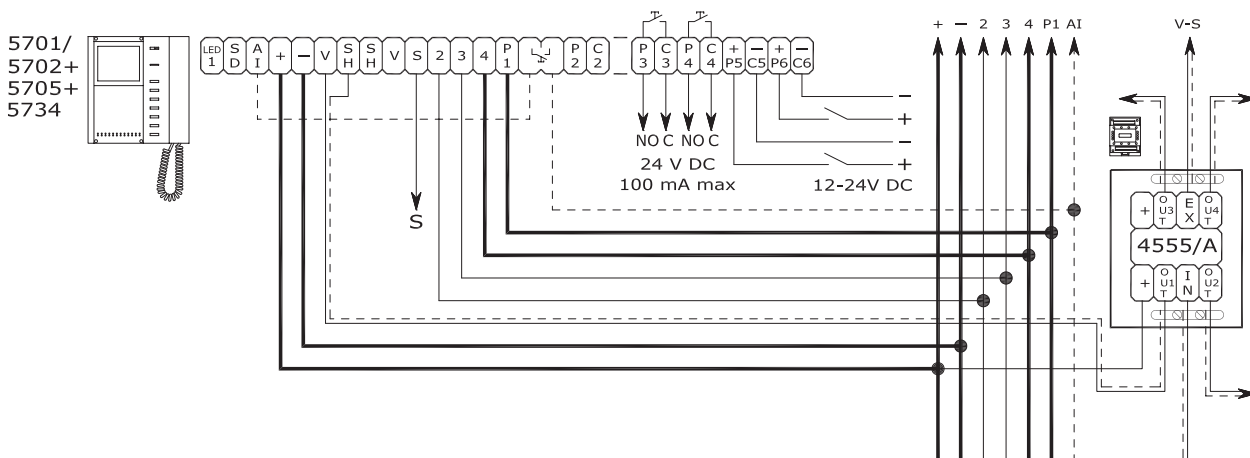 5701/
5702+
5705+
5734
LED 1 SD AI + – V SH SH V S 2 3 4 P1 P2 C2
P3 C3 P4 C4 +P5 –C5 +P6 –C6
NO C NO C
24 V DC
100 mA max
–
+
–
+
12-24V DC
S
+ – 2 3 4 P1 AI
V-S
+ OUT3 EX OUT4
4555/A
+ OUT1 IN OUT2